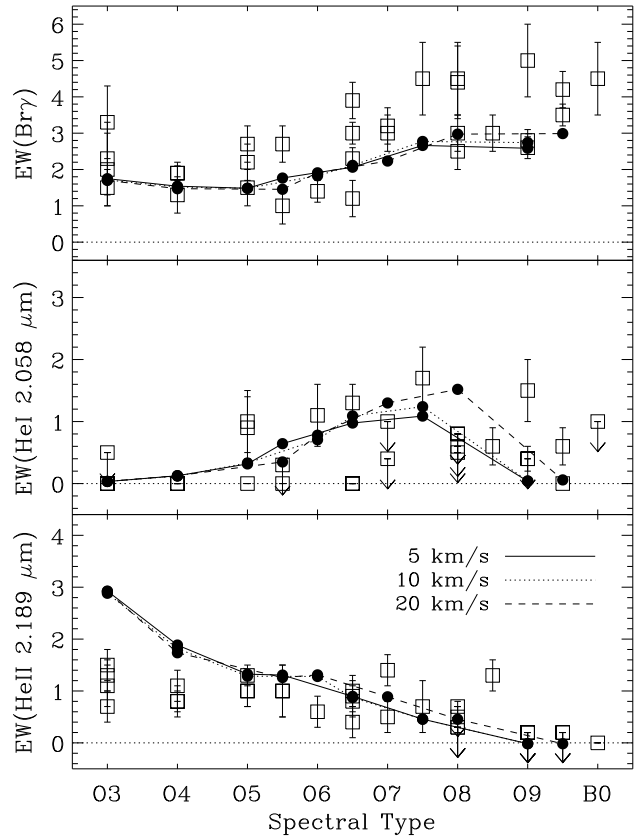 6
5
4
3
2
1
0
EW(Brγ)
3
2
1
0
EW(HeI 2.058 μm)
4
3
2
1
0
EW(HeII 2.189 μm)
5 km/s
10 km/s
20 km/s
O3 O4 O5 O6 O7 O8 O9 B0
Spectral Type